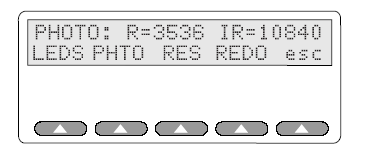 PHOTO: R=3536 IR=10840
LEDS PHTO RES REDO esc